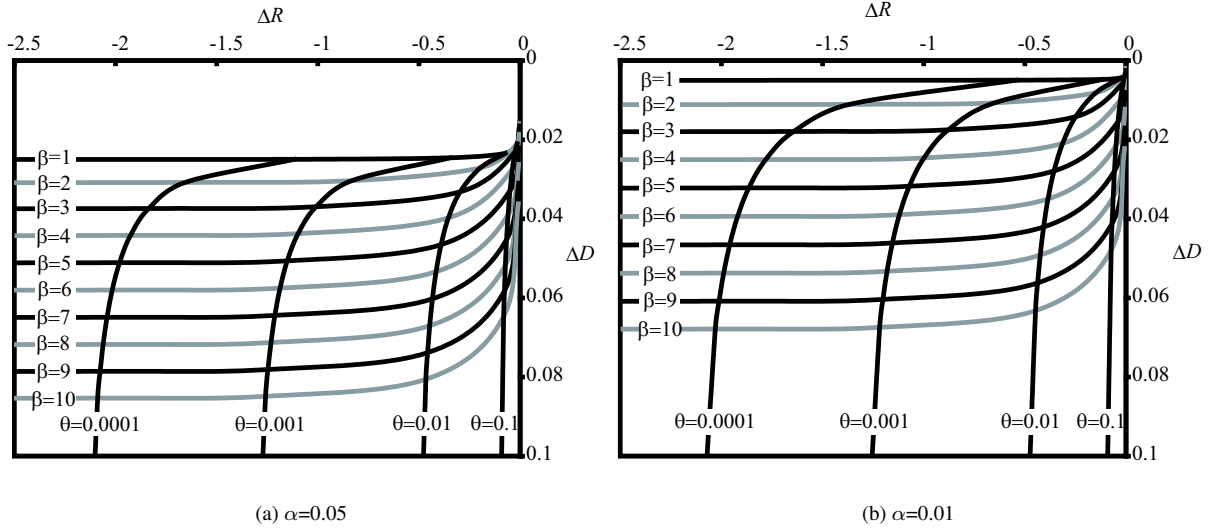 ΔR
-2.5 -2 -1.5 -1 -0.5 0
0
0.02
0.04
ΔD
0.06
0.08
0.1
β=1
β=2
β=3
β=4
β=5
β=6
β=7
β=8
β=9
β=10
θ=0.0001 θ=0.001 θ=0.01 θ=0.1
(a) α=0.05
ΔR
-2.5 -2 -1.5 -1 -0.5 0
0
0.02
0.04
ΔD
0.06
0.08
0.1
β=1
β=2
β=3
β=4
β=5
β=6
β=7
β=8
β=9
β=10
θ=0.0001 θ=0.001 θ=0.01 θ=0.1
(b) α=0.01